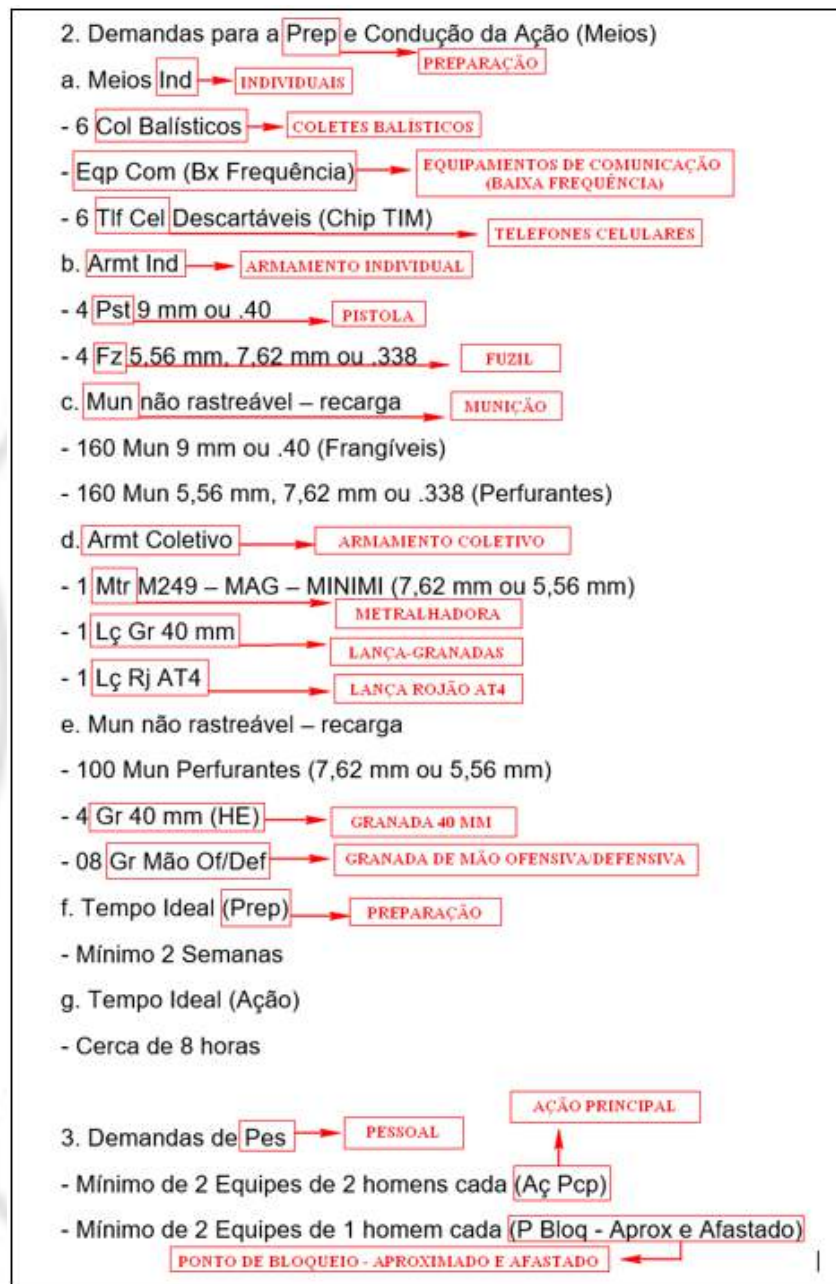 2. Demandas para a Prep e Condução da Ação (Meios)
PREPARAÇÃO
a. Meios Ind INDIVIDUAIS
- 6 Col Balísticos COLETES BALÍSTICOS
- Eqp Com (Bx Frequência) EQUIPAMENTOS DE COMUNICAÇÃO
(BAIXA FREQUÊNCIA)
- 6 Tlf Cel Descartáveis (Chip TIM)
TELEFONES CELULARES
b. Armt Ind ARMAMENTO INDIVIDUAL
- 4 Pst 9 mm ou .40 PISTOLA
- 4 Fz 5,56 mm, 7,62 mm ou .338 FUZIL
c. Mun não rastreável – recarga MUNIÇÃO
- 160 Mun 9 mm ou .40 (Frangíveis)
- 160 Mun 5,56 mm, 7,62 mm ou .338 (Perfurantes)
d. Armt Coletivo ARMAMENTO COLETIVO
- 1 Mtr M249 – MAG – MINIMI (7,62 mm ou 5,56 mm)
METRALHADORA
- 1 Lç Gr 40 mm
LANÇA-GRANADAS
- 1 Lç Rj AT4 LANÇA ROJÃO AT4
e. Mun não rastreável – recarga
- 100 Mun Perfurantes (7,62 mm ou 5,56 mm)
- 4 Gr 40 mm (HE) GRANADA 40 MM
- 08 Gr Mão Of/Def GRANADA DE MÃO OFENSIVA/DEFENSIVA
f. Tempo Ideal (Prep) PREPARAÇÃO
- Mínimo 2 Semanas
g. Tempo Ideal (Ação)
- Cerca de 8 horas
AÇÃO PRINCIPAL
3. Demandas de Pes PESSOAL
- Mínimo de 2 Equipes de 2 homens cada (Aç Pcp)
- Mínimo de 2 Equipes de 1 homem cada (P Bloq - Aprox e Afastado)
PONTO DE BLOQUEIO - APROXIMADO E AFASTADO